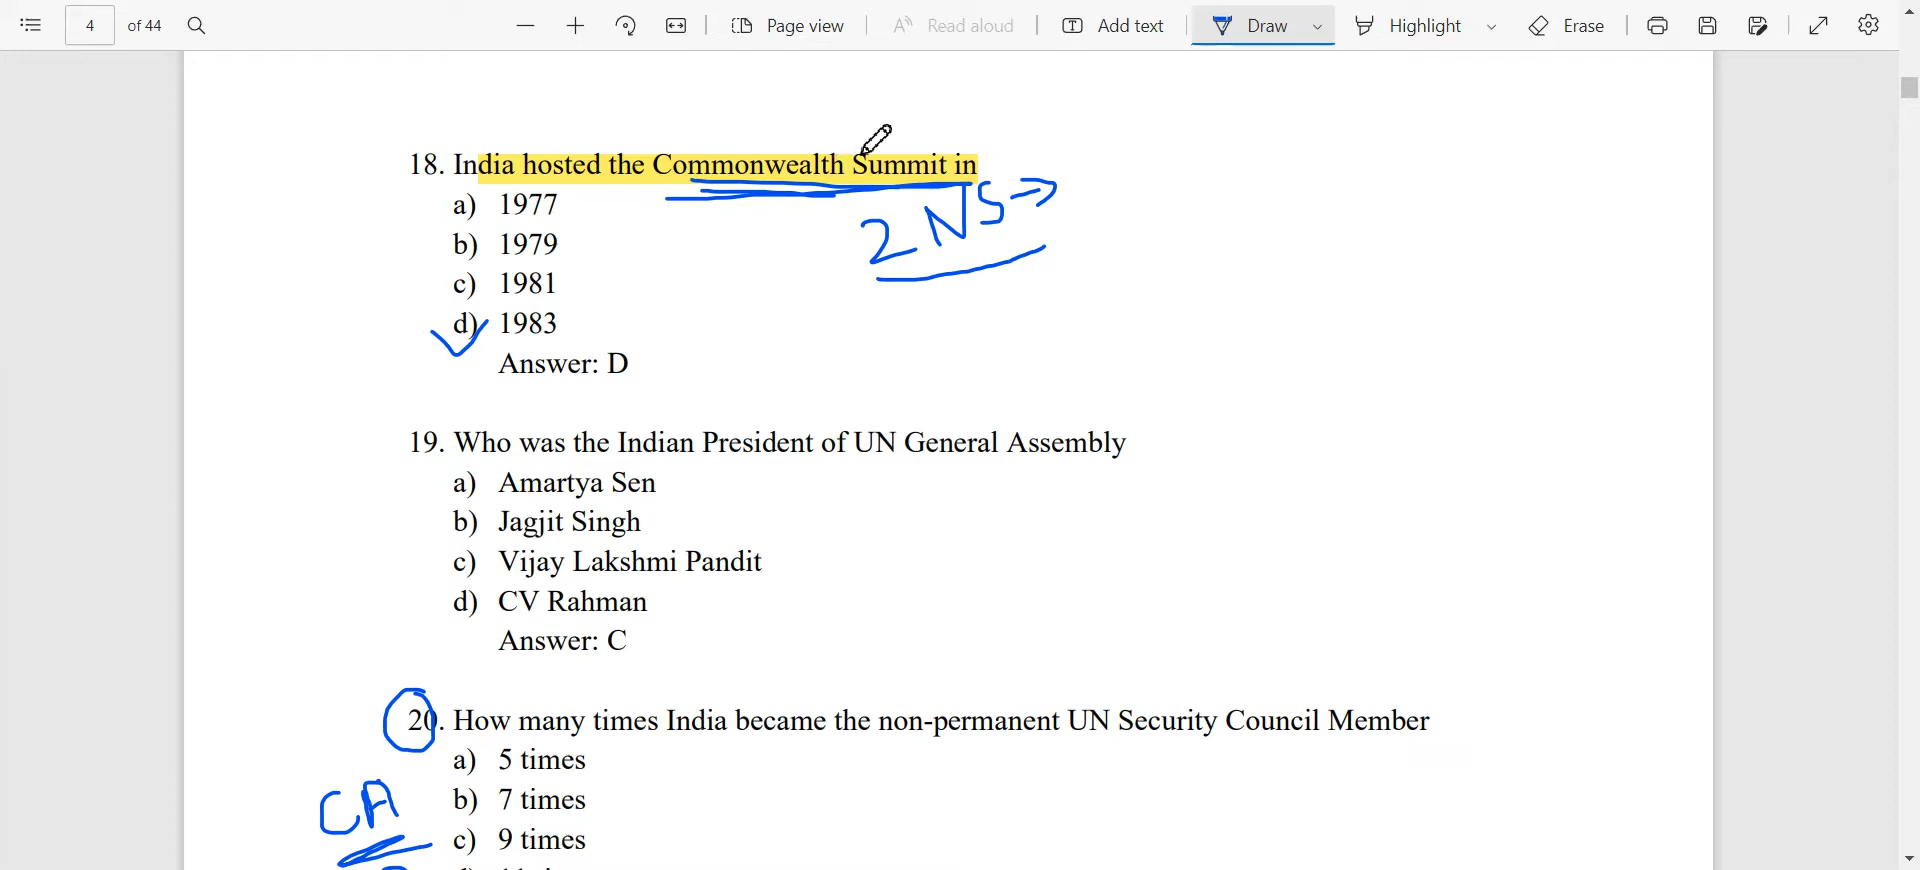 4 of 44 Page view Read aloud Add text Draw Highlight Erase
18. India hosted the Commonwealth Summit in
a) 1977
2 NS →
b) 1979
c) 1981
d) 1983
Answer: D
19. Who was the Indian President of UN General Assembly
a) Amartya Sen
b) Jagjit Singh
c) Vijay Lakshmi Pandit
d) CV Rahman
Answer: C
20. How many times India became the non-permanent UN Security Council Member
a) 5 times
CA
b) 7 times
c) 9 times